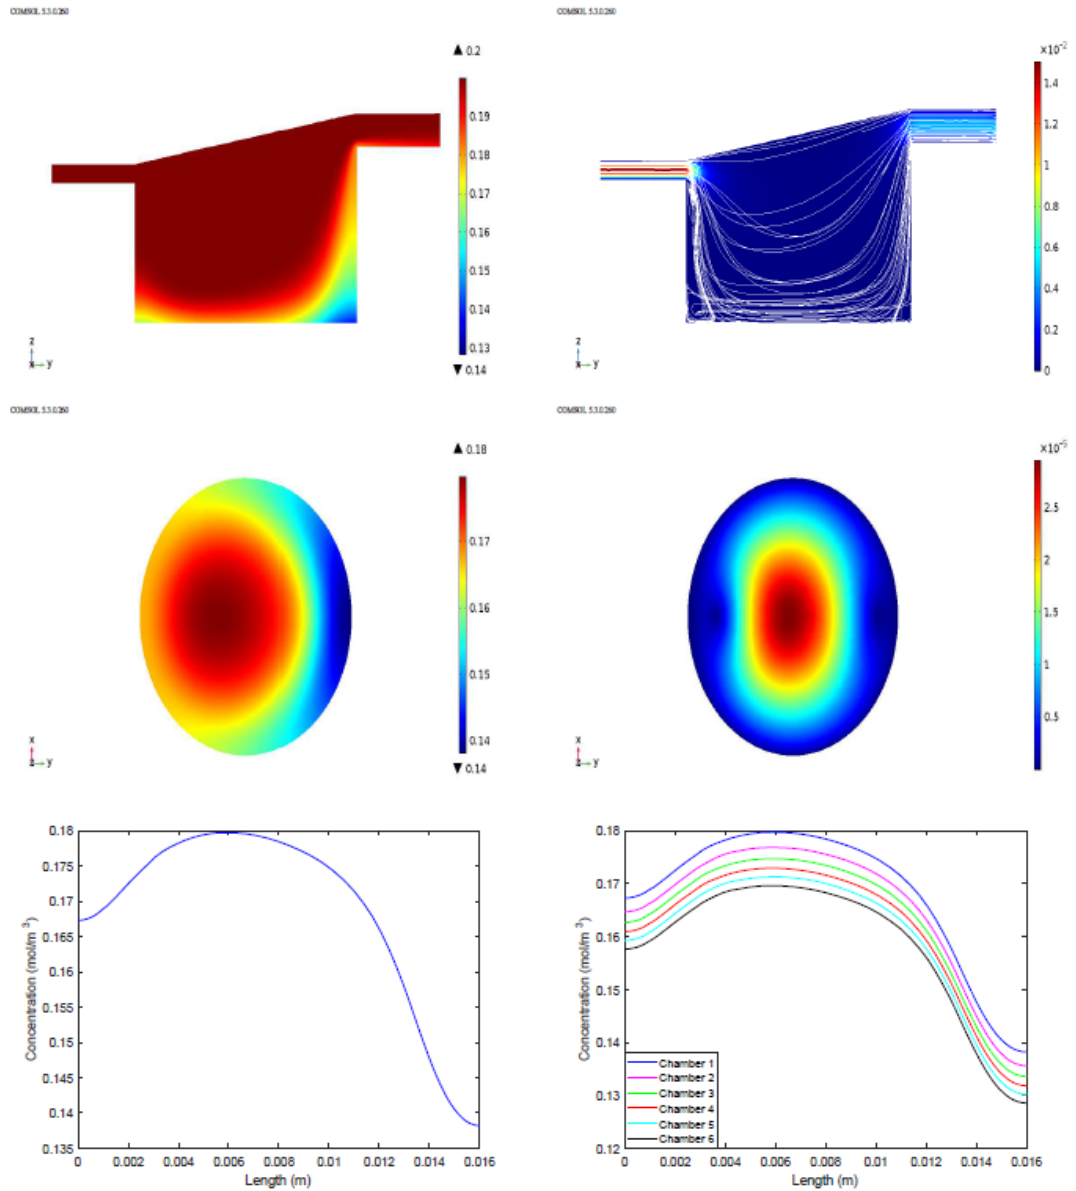 COMSOL 5.3.0.260
▲ 0.2
0.19
0.18
0.17
0.16
0.15
0.14
0.13
▼ 0.14
z
x y
COMSOL 5.3.0.260
×10⁻²
1.4
1.2
1
0.8
0.6
0.4
0.2
0
z
x y
COMSOL 5.3.0.260
▲ 0.18
0.17
0.16
0.15
0.14
▼ 0.14
x
z y
COMSOL 5.3.0.260
×10⁻⁵
2.5
2
1.5
1
0.5
x
z y
Concentration (mol/m³)
0.18
0.175
0.17
0.165
0.16
0.155
0.15
0.145
0.14
0.135
0 0.002 0.004 0.006 0.008 0.01 0.012 0.014 0.016
Length (m)
Concentration (mol/m³)
0.18
0.17
0.16
0.15
0.14
0.13
0.12
Chamber 1
Chamber 2
Chamber 3
Chamber 4
Chamber 5
Chamber 6
0 0.002 0.004 0.006 0.008 0.01 0.012 0.014 0.016
Length (m)